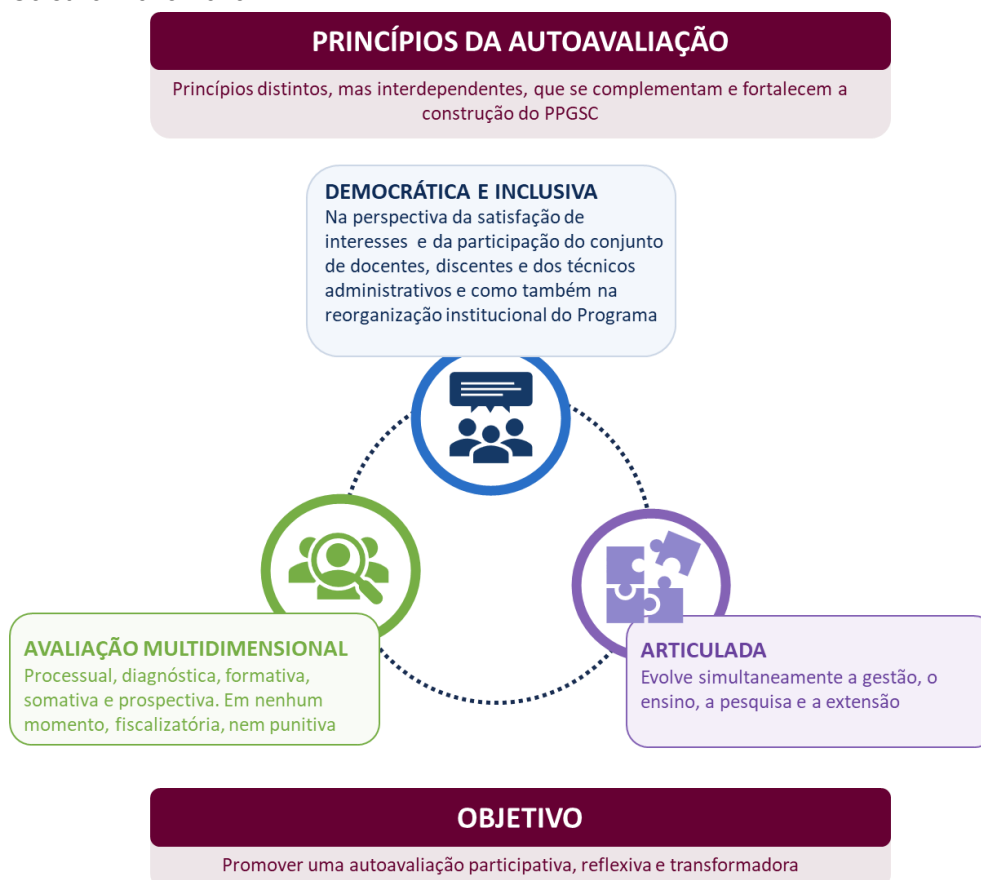 PRINCÍPIOS DA AUTOAVALIAÇÃO
Princípios distintos, mas interdependentes, que se complementam e fortalecem a
construção do PPGSC
DEMOCRÁTICA E INCLUSIVA
Na perspectiva da satisfação de
interesses e da participação do conjunto
de docentes, discentes e dos técnicos
administrativos e como também na
reorganização institucional do Programa
AVALIAÇÃO MULTIDIMENSIONAL
Processual, diagnóstica, formativa,
somativa e prospectiva. Em nenhum
momento, fiscalizatória, nem punitiva
ARTICULADA
Evolve simultaneamente a gestão, o
ensino, a pesquisa e a extensão
OBJETIVO
Promover uma autoavaliação participativa, reflexiva e transformadora